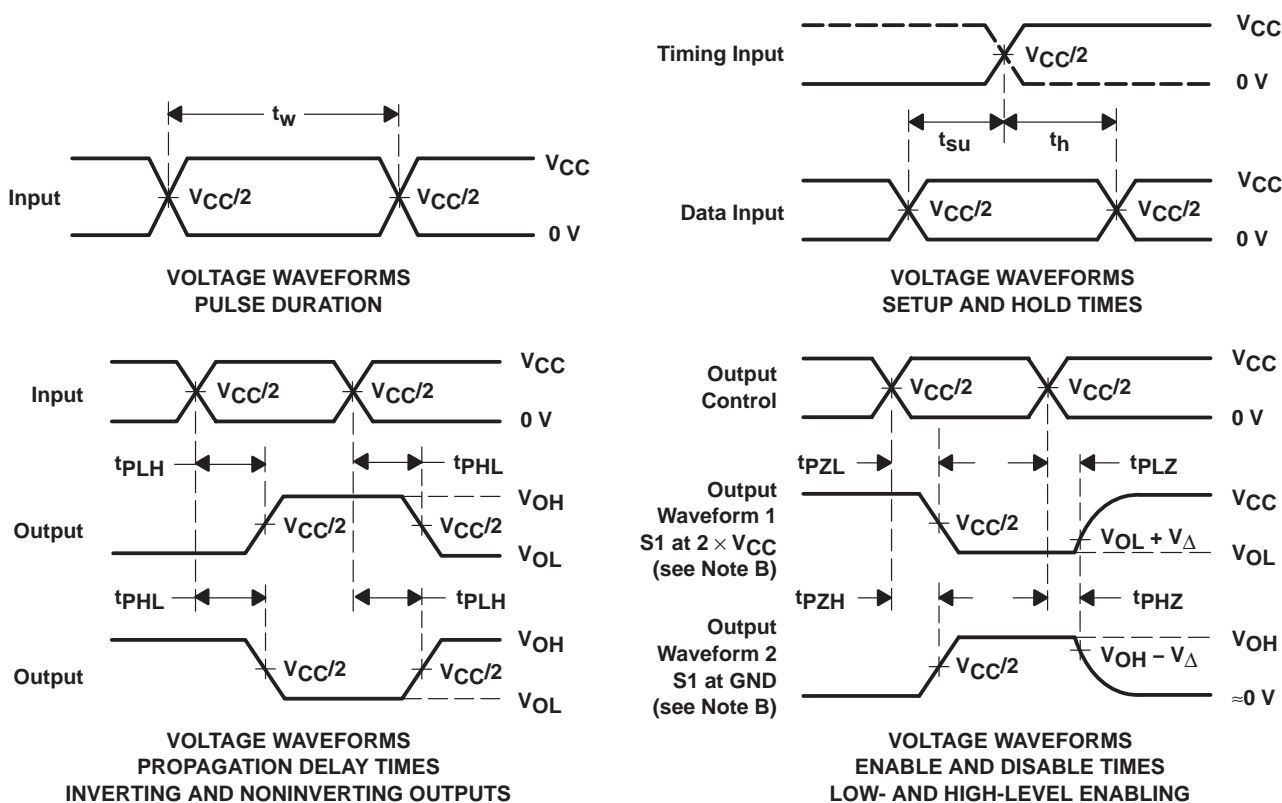 tw
VCC
Input
VCC/2
VCC/2
0 V
VOLTAGE WAVEFORMS
PULSE DURATION
VCC
Timing Input
VCC/2
0 V
tsu
th
VCC
Data Input
VCC/2
VCC/2
0 V
VOLTAGE WAVEFORMS
SETUP AND HOLD TIMES
VCC
Input
VCC/2
VCC/2
0 V
tPLH
tPHL
VOH
Output
VCC/2
VCC/2
VOL
tPHL
tPLH
VOH
Output
VCC/2
VCC/2
VOL
VOLTAGE WAVEFORMS
PROPAGATION DELAY TIMES
INVERTING AND NONINVERTING OUTPUTS
VCC
Output
Control
VCC/2
VCC/2
0 V
tPZL
tPLZ
Output
Waveform 1
S1 at 2 × VCC
(see Note B)
VCC
VCC/2
VOL + VΔ
VOL
tPZH
tPHZ
Output
Waveform 2
S1 at GND
(see Note B)
VOH
VCC/2
VOH − VΔ
≈0 V
VOLTAGE WAVEFORMS
ENABLE AND DISABLE TIMES
LOW- AND HIGH-LEVEL ENABLING